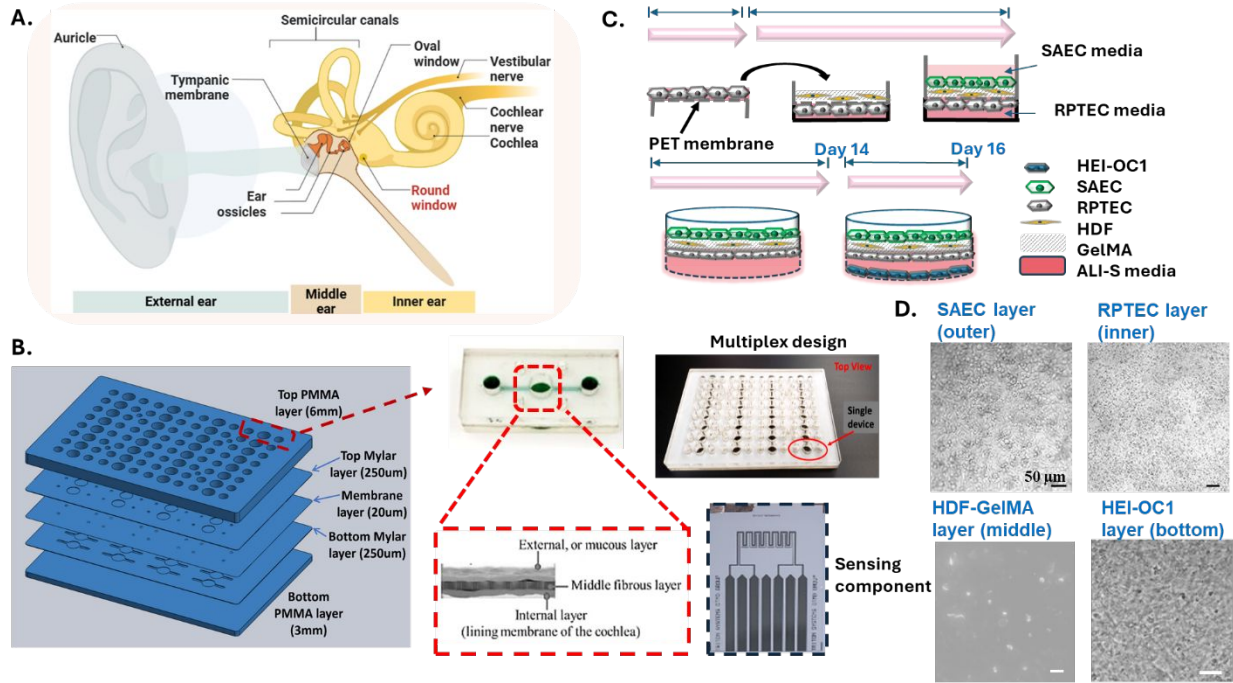 A.
Auricle
Semicircular canals
Oval
window
Vestibular
nerve
Tympanic
membrane
Cochlear
nerve
Cochlea
Ear
ossicles
Round
window
External ear
Middle
ear
Inner ear
B.
Top PMMA
layer (6mm)
Top Mylar
layer (250um)
Membrane
layer (20um)
Bottom Mylar
layer (250um)
Bottom
PMMA layer
(3mm)
External, or mucous layer
Middle fibrous layer
Internal layer
(lining membrane of the cochlea)
Multiplex design
Top View
Single
device
Sensing
component
C.
SAEC media
RPTEC media
PET membrane
Day 14
Day 16
HEI-OC1
SAEC
RPTEC
HDF
GelMA
ALI-S media
D.
SAEC layer
(outer)
RPTEC layer
(inner)
50 µm
HDF-GelMA
layer (middle)
HEI-OC1
layer (bottom)